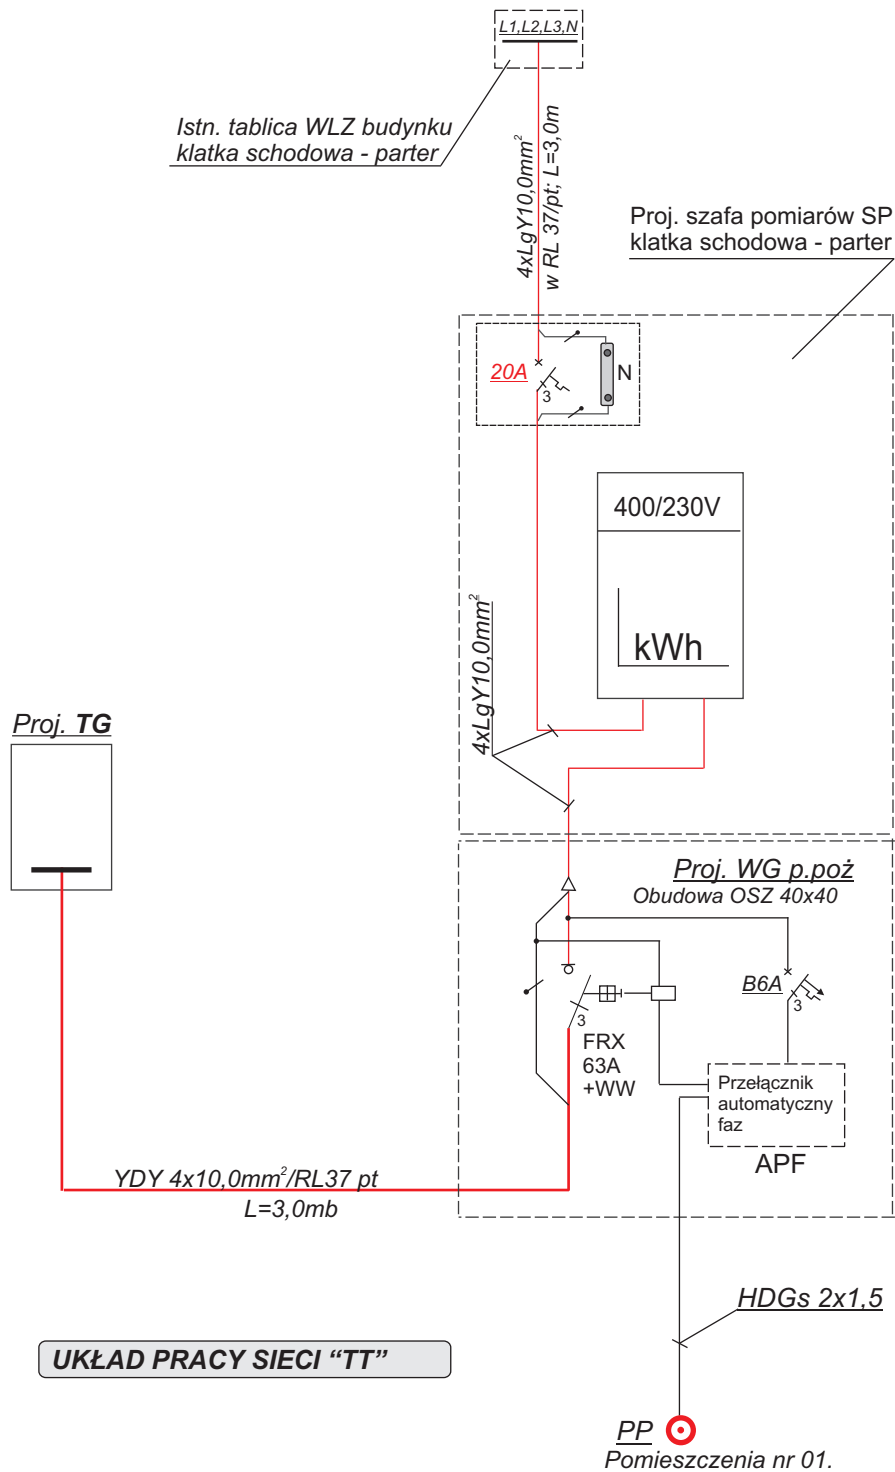 L1,L2,L3,N
Istn. tablica WLZ budynku
klatka schodowa - parter
4xLgY10,0mm²
w RL 37/pt; L=3,0m
Proj. szafa pomiarów SP
klatka schodowa - parter
20A
3
N
400/230V
kWh
4xLgY10,0mm²
Proj. TG
Proj. WG p.poż
Obudowa OSZ 40x40
B6A
3
3
FRX
63A
+WW
Przełącznik
automatyczny
faz
APF
YDY 4x10,0mm²/RL37 pt
L=3,0mb
HDGs 2x1,5
UKŁAD PRACY SIECI “TT”
PP
Pomieszczenia nr 01.